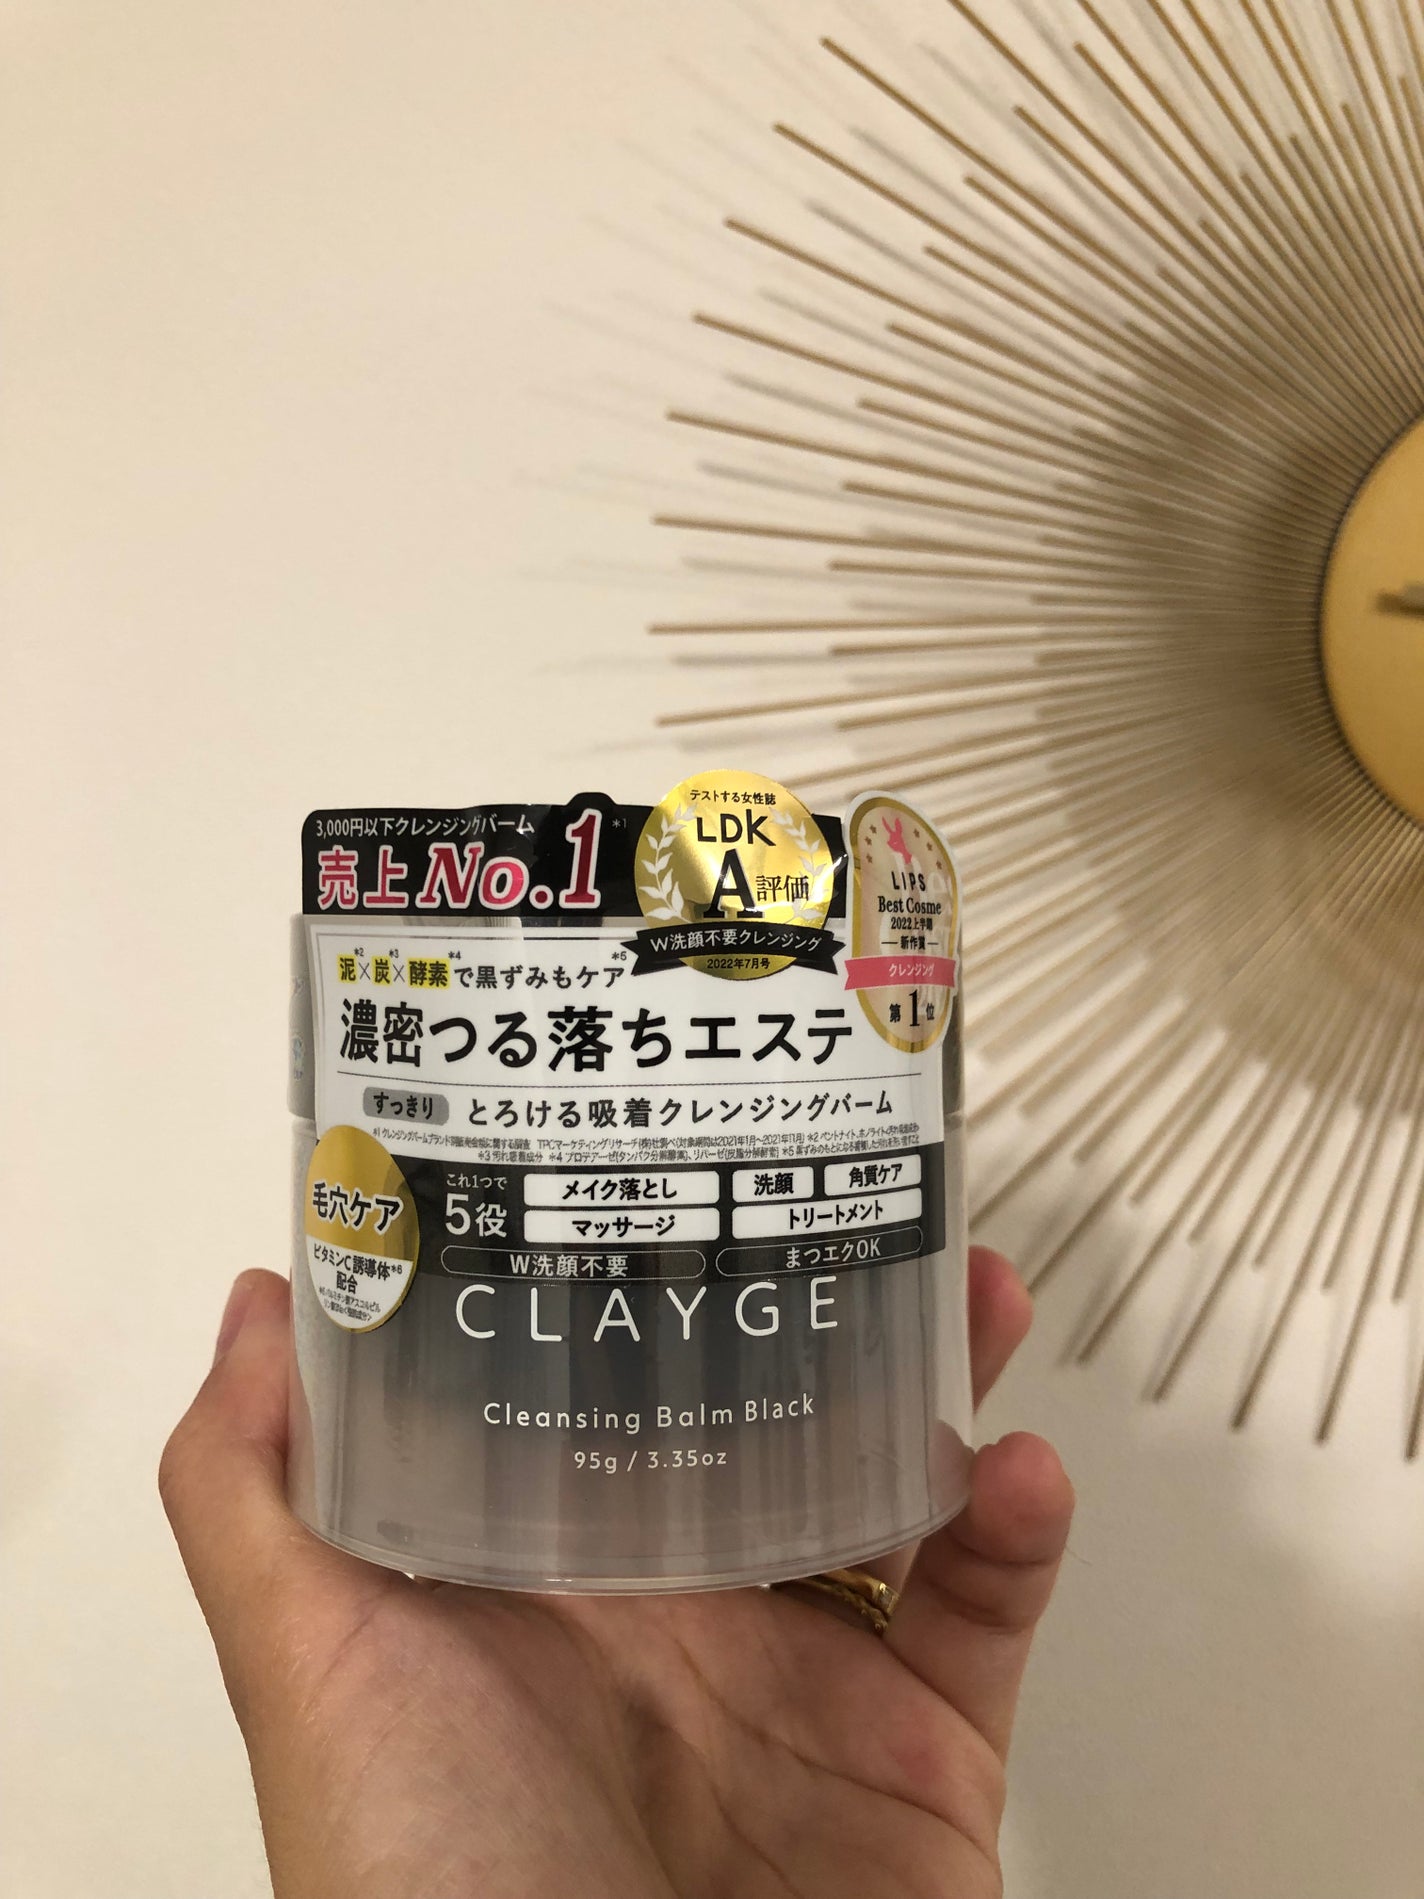 3,000円以下クレンジングバーム
売上No.1 *1
テストする女性誌
LDK
A評価
W洗顔不要クレンジング
2022年7月号
LIPS
Best Cosme
2022上半期
新作賞
クレンジング
第1位
泥*2×炭*3×酵素*4で黒ずみもケア*5
濃密つる落ちエステ
すっきり とろける吸着クレンジングバーム
毛穴ケア
ビタミンC誘導体*6
配合
これ1つで
5役
メイク落とし
洗顔
角質ケア
マッサージ
トリートメント
W洗顔不要
まつエクOK
CLAYGE
Cleansing Balm Black
95g / 3.35oz